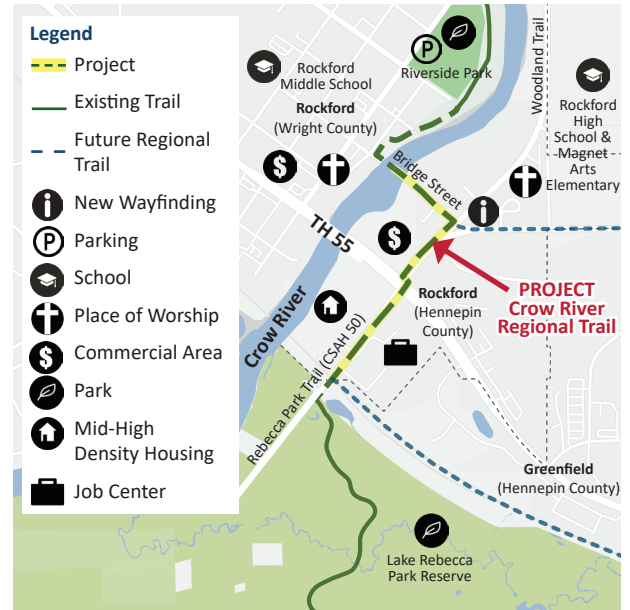 Legend
Project
Existing Trail
Future Regional
Trail
New Wayfinding
P
Parking
School
Place of Worship
$
Commercial Area
Park
Mid-High
Density Housing
Job Center
P
Riverside Park
Rockford
Middle School
Rockford
(Wright County)
Woodland Trail
Rockford
High
School &
Magnet
Arts
Elementary
Bridge Street
$
i
TH 55
$
PROJECT
Crow River
Regional Trail
Rockford
(Hennepin
County)
Crow River
Rebecca Park Trail (CSAH 50)
Greenfield
(Hennepin County)
Lake Rebecca
Park Reserve